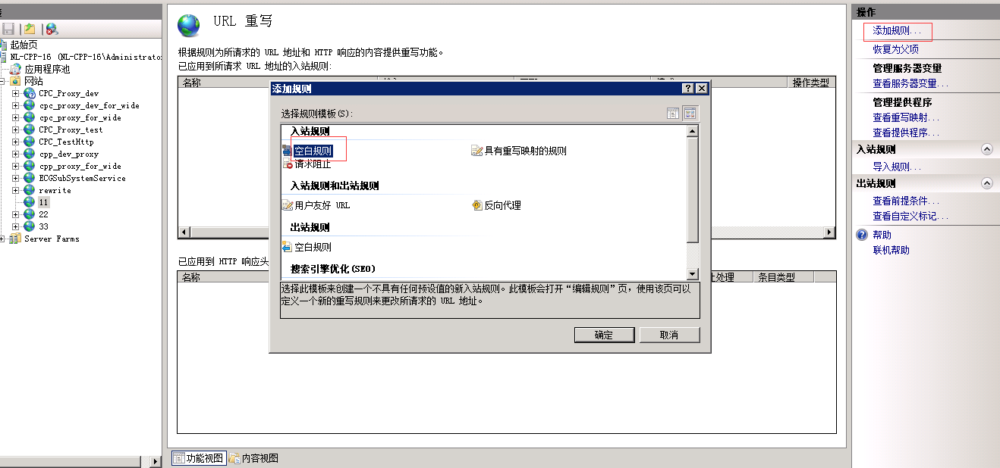 起始页
NL-CPP-16 (NL-CPP-16\Administrato
应用程序池
网站
CPC_Proxy_dev
cpc_proxy_dev_for_wide
cpc_proxy_for_wide
CPC_Proxy_test
CPC_TestHttp
cpp_dev_proxy
cpp_proxy_for_wide
ECGSubSystemService
rewrite
11
22
33
Server Farms
URL 重写
根据规则为所请求的 URL 地址和 HTTP 响应的内容提供重写功能。
已应用到所请求 URL 地址的入站规则:
名称
操作类型
添加规则
选择规则模板(S):
入站规则
空白规则
具有重写映射的规则
请求阻止
入站规则和出站规则
用户友好 URL
反向代理
出站规则
空白规则
搜索引擎优化(SEO)
选择此模板来创建一个不具有任何预设值的新入站规则。此模板会打开“编辑规则”页，使用该页可以
定义一个新的重写规则来更改所请求的 URL 地址。
确定
取消
已应用到 HTTP 响应头
名称
处理
条目类型
功能视图
内容视图
操作
添加规则...
恢复为父项
管理服务器变量
查看服务器变量...
管理提供程序
查看重写映射...
查看提供程序...
入站规则
导入规则...
出站规则
查看前提条件...
查看自定义标记...
帮助
联机帮助